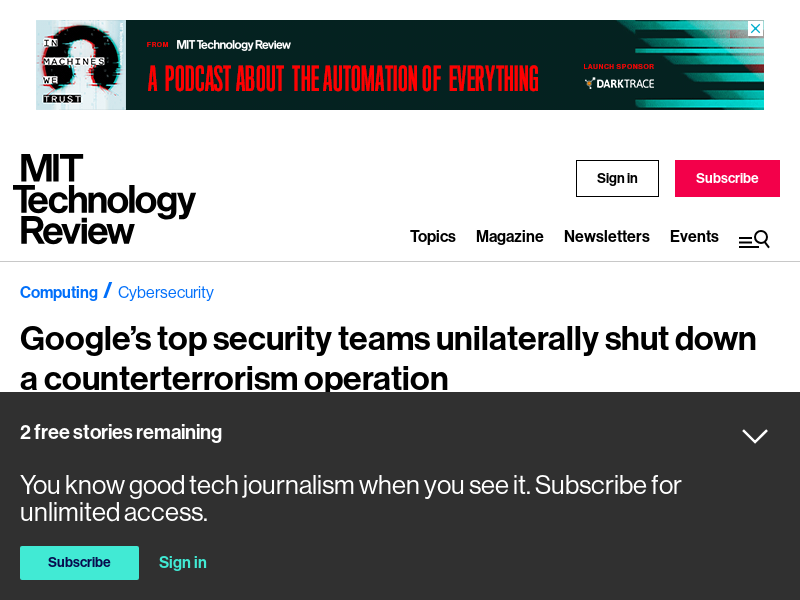 IN
MACHINES
WE
TRUST
FROM MIT Technology Review
A PODCAST ABOUT THE AUTOMATION OF EVERYTHING
LAUNCH SPONSOR
DARKTRACE
MIT
Technology
Review
Sign in
Subscribe
Topics Magazine Newsletters Events
Computing / Cybersecurity
Google’s top security teams unilaterally shut down
a counterterrorism operation
2 free stories remaining
You know good tech journalism when you see it. Subscribe for
unlimited access.
Subscribe
Sign in